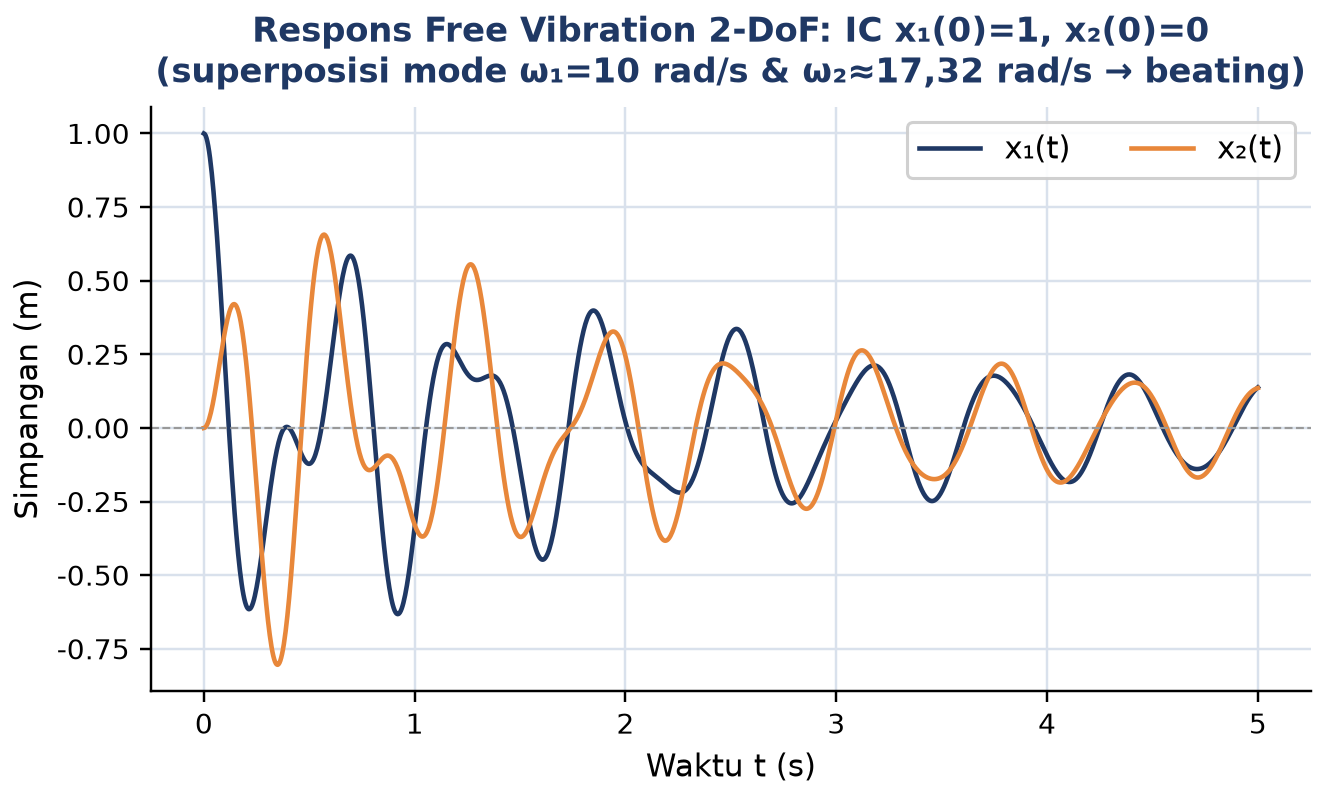 Respons Free Vibration 2-DoF: IC x₁(0)=1, x₂(0)=0
(superposisi mode ω₁=10 rad/s & ω₂≈17,32 rad/s → beating)
x₁(t) x₂(t)
1.00
0.75
0.50
0.25
0.00
-0.25
-0.50
-0.75
Simpangan (m)
0 1 2 3 4 5
Waktu t (s)